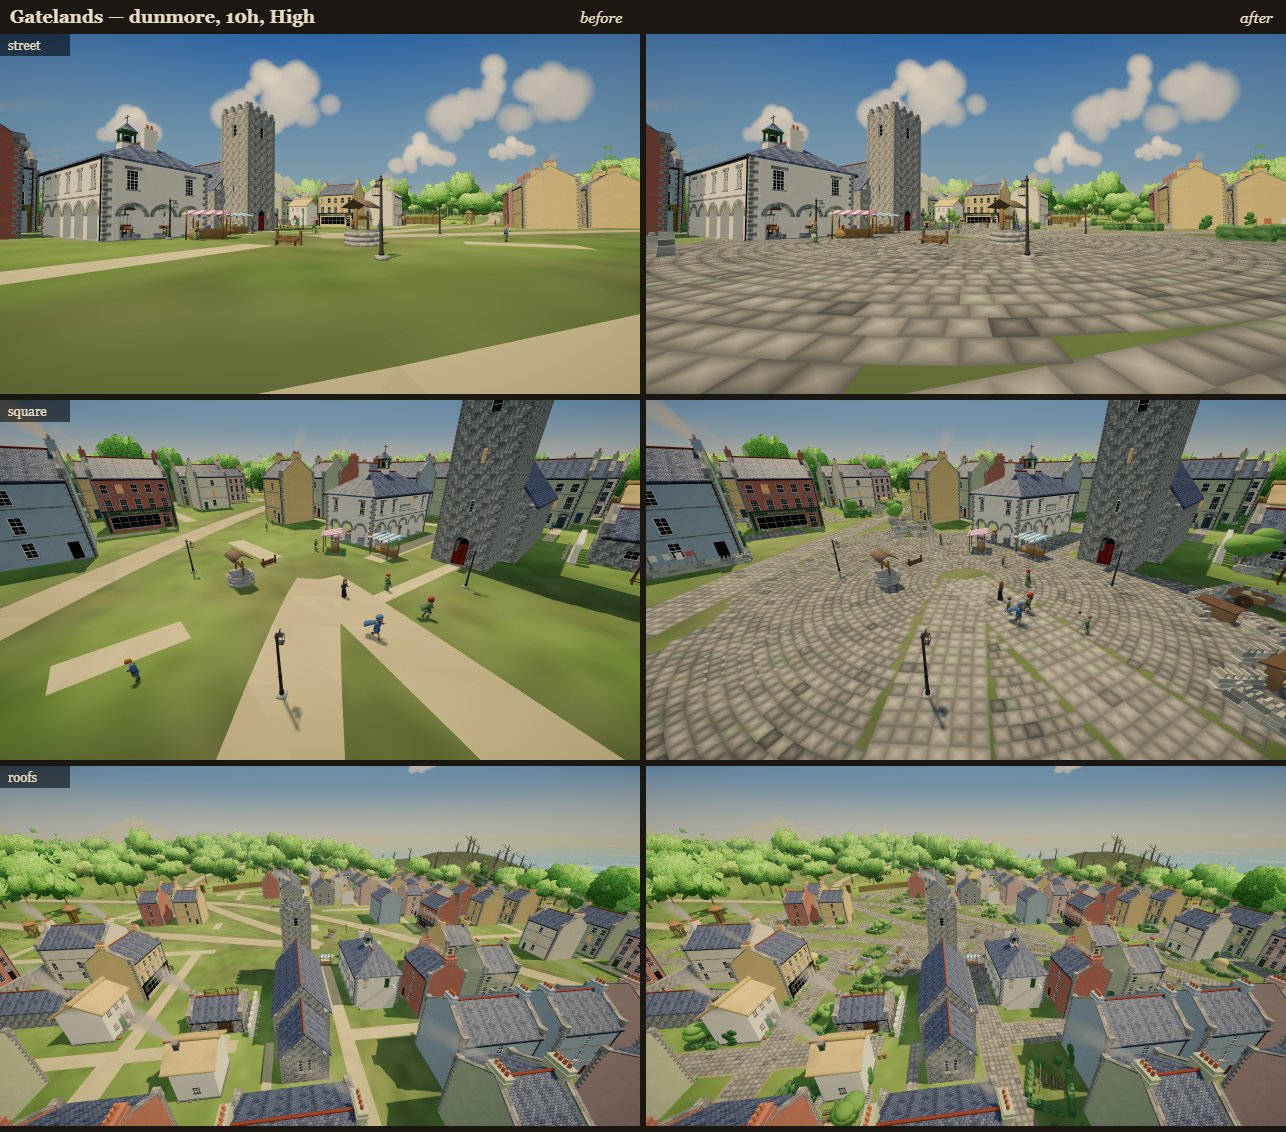 Gatelands — dunmore, 10h, High
before
after
street
square
roofs